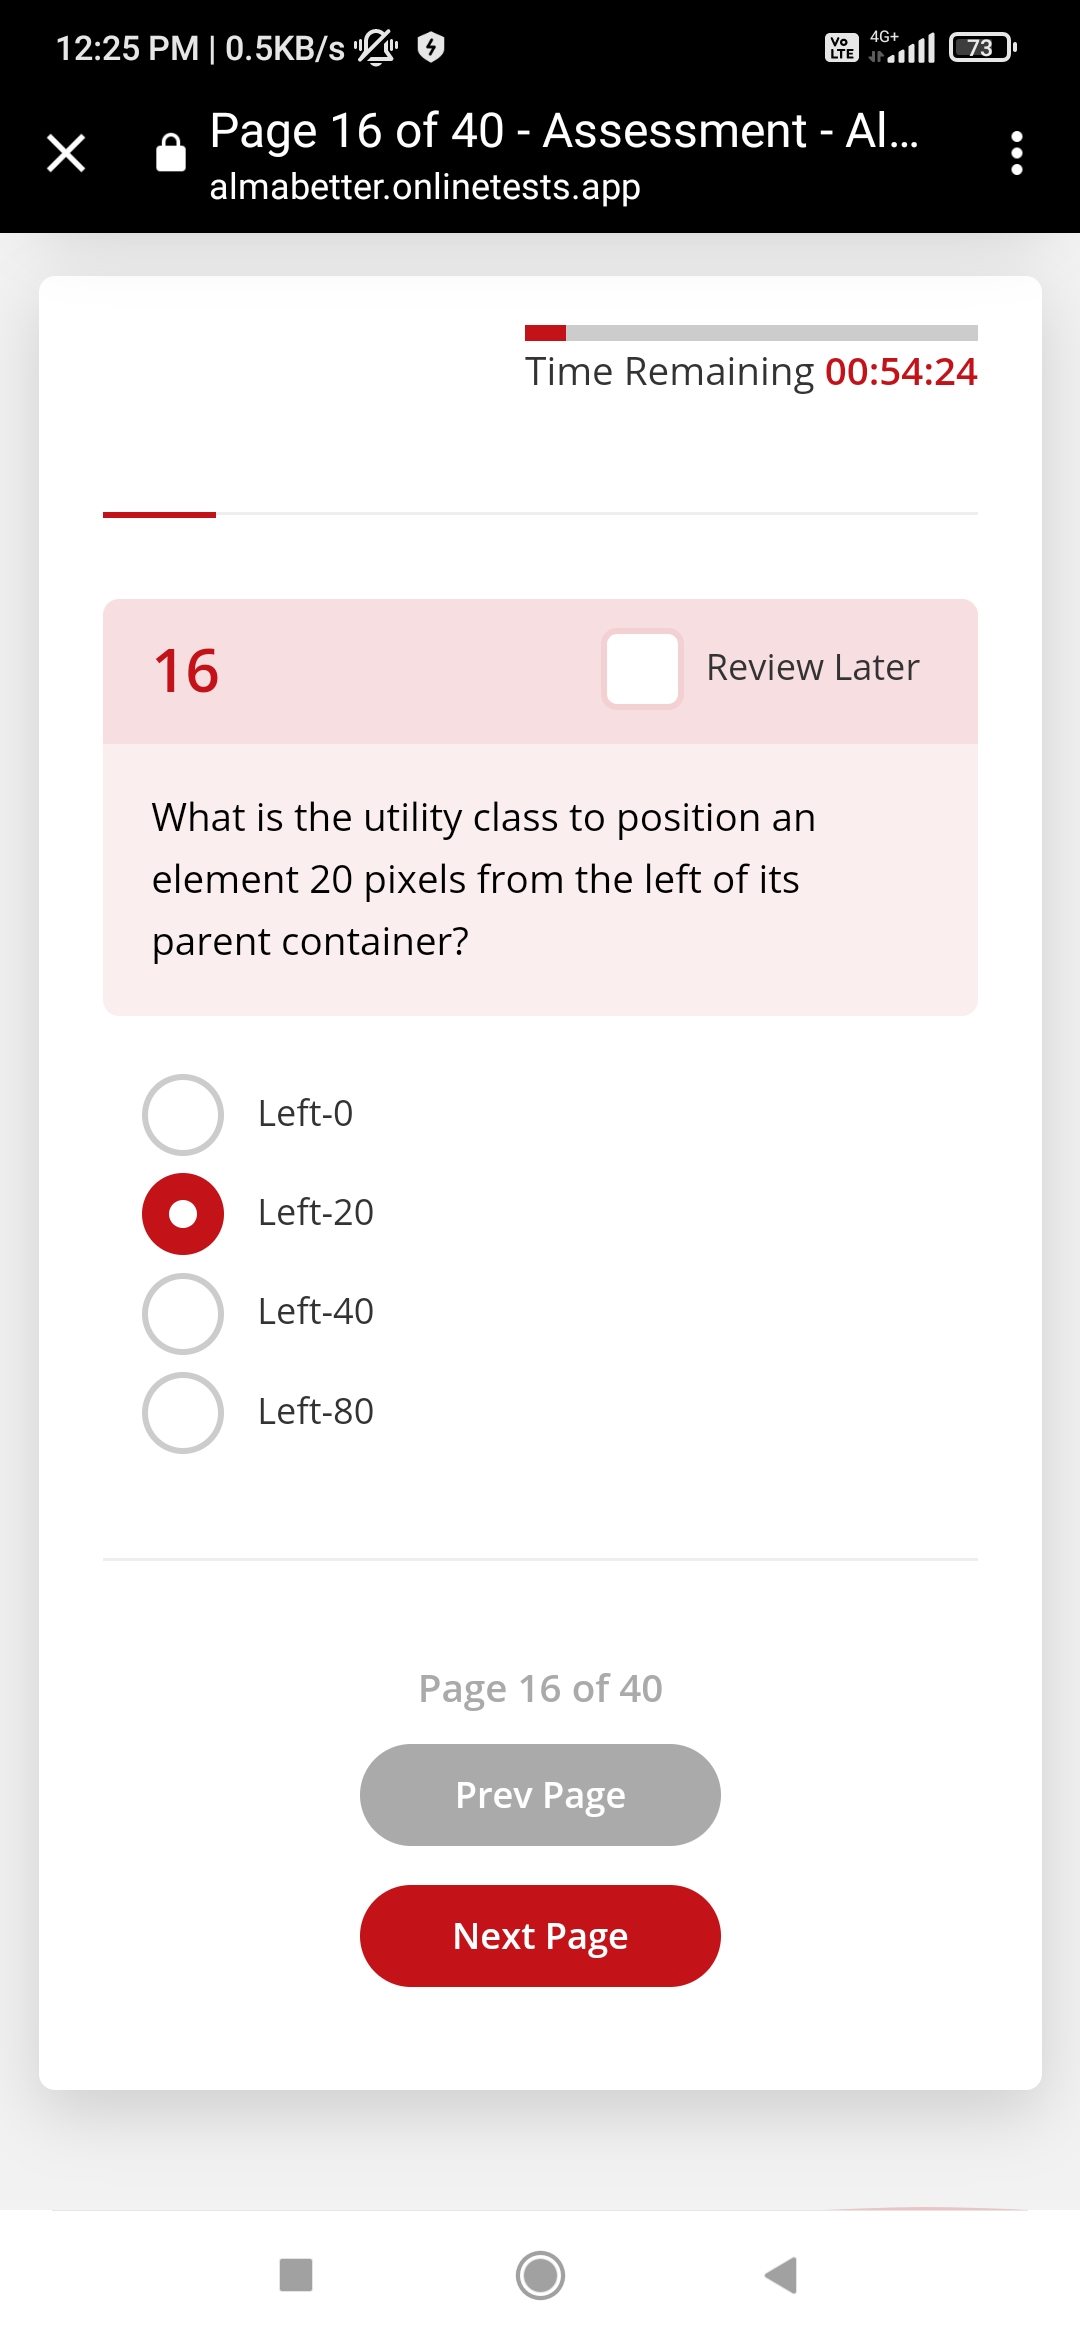 12:25 PM | 0.5KB/s
Vo LTE 4G+ 73
Page 16 of 40 - Assessment - Al...
almabetter.onlinetests.app
Time Remaining 00:54:24
16 Review Later
What is the utility class to position an
element 20 pixels from the left of its
parent container?
Left-0
Left-20
Left-40
Left-80
Page 16 of 40
Prev Page
Next Page